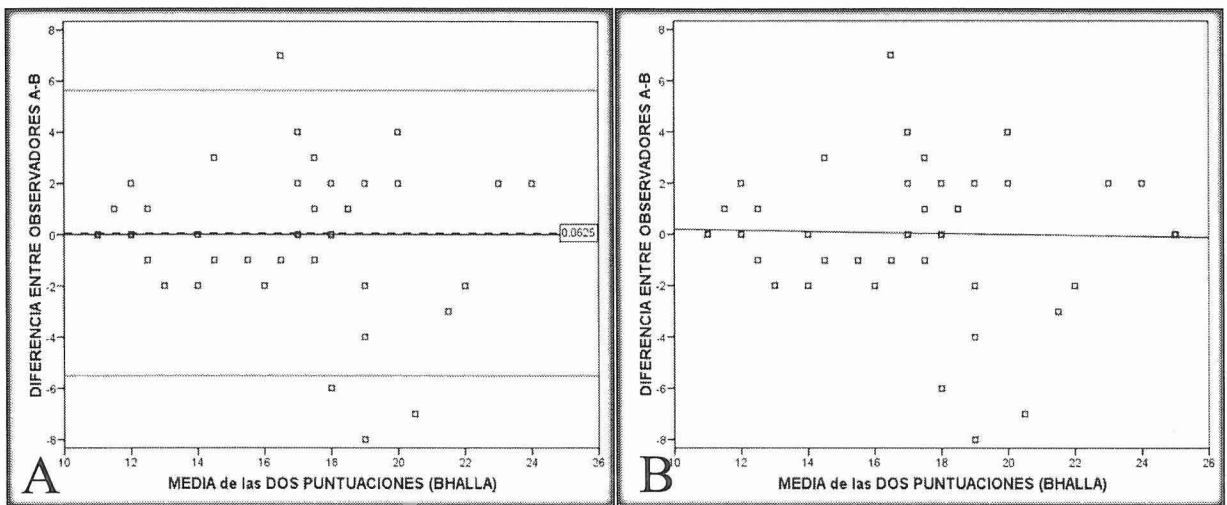 DIFERENCIA ENTRE OBSERVADORES A-B
8
6
4
2
0
-2
-4
-6
-8
0.0625
10 12 14 16 18 20 22 24 26
MEDIA de las DOS PUNTUACIONES (BHALLA)
A
DIFERENCIA ENTRE OBSERVADORES A-B
8
6
4
2
0
-2
-4
-6
-8
10 12 14 16 18 20 22 24 26
MEDIA de las DOS PUNTUACIONES (BHALLA)
B